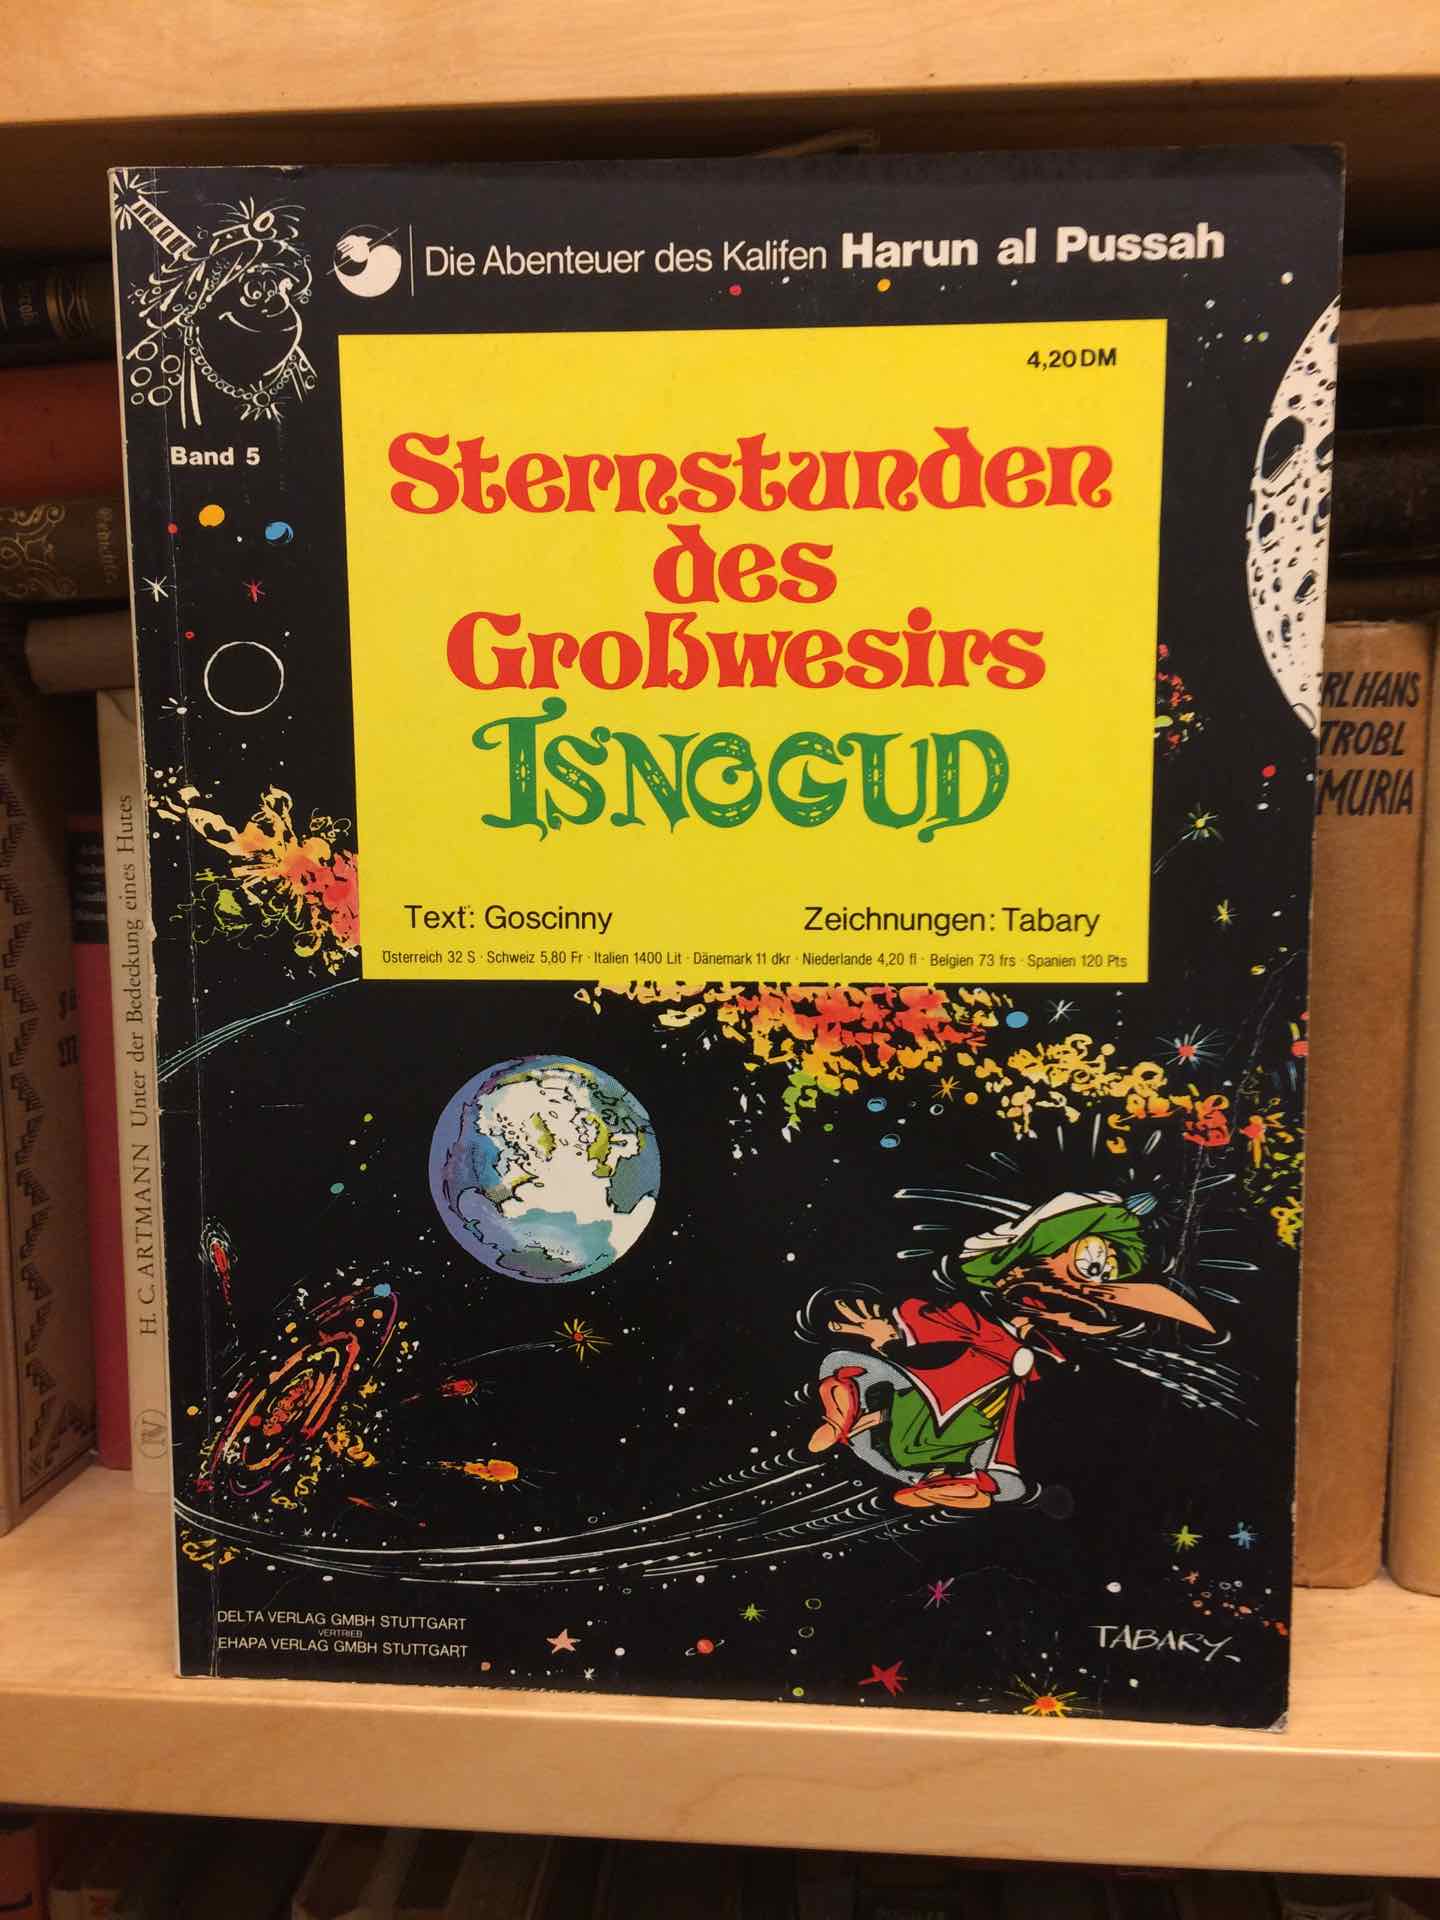 Die Abenteuer des Kalifen Harun al Pussah
4,20 DM
Band 5
Sternstunden
des
Großwesirs
ISNOGUD
Text: Goscinny
Zeichnungen: Tabary
Österreich 32 S · Schweiz 5,80 Fr · Italien 1400 Lit · Dänemark 11 dkr · Niederlande 4,20 fl · Belgien 73 frs · Spanien 120 Pts
DELTA VERLAG GMBH STUTTGART
VERTRIEB
EHAPA VERLAG GMBH STUTTGART
TABARY
H. C. ARTMANN Unter der Bedeckung eines Hutes
IV
RL HANS
TROBL
MURIA